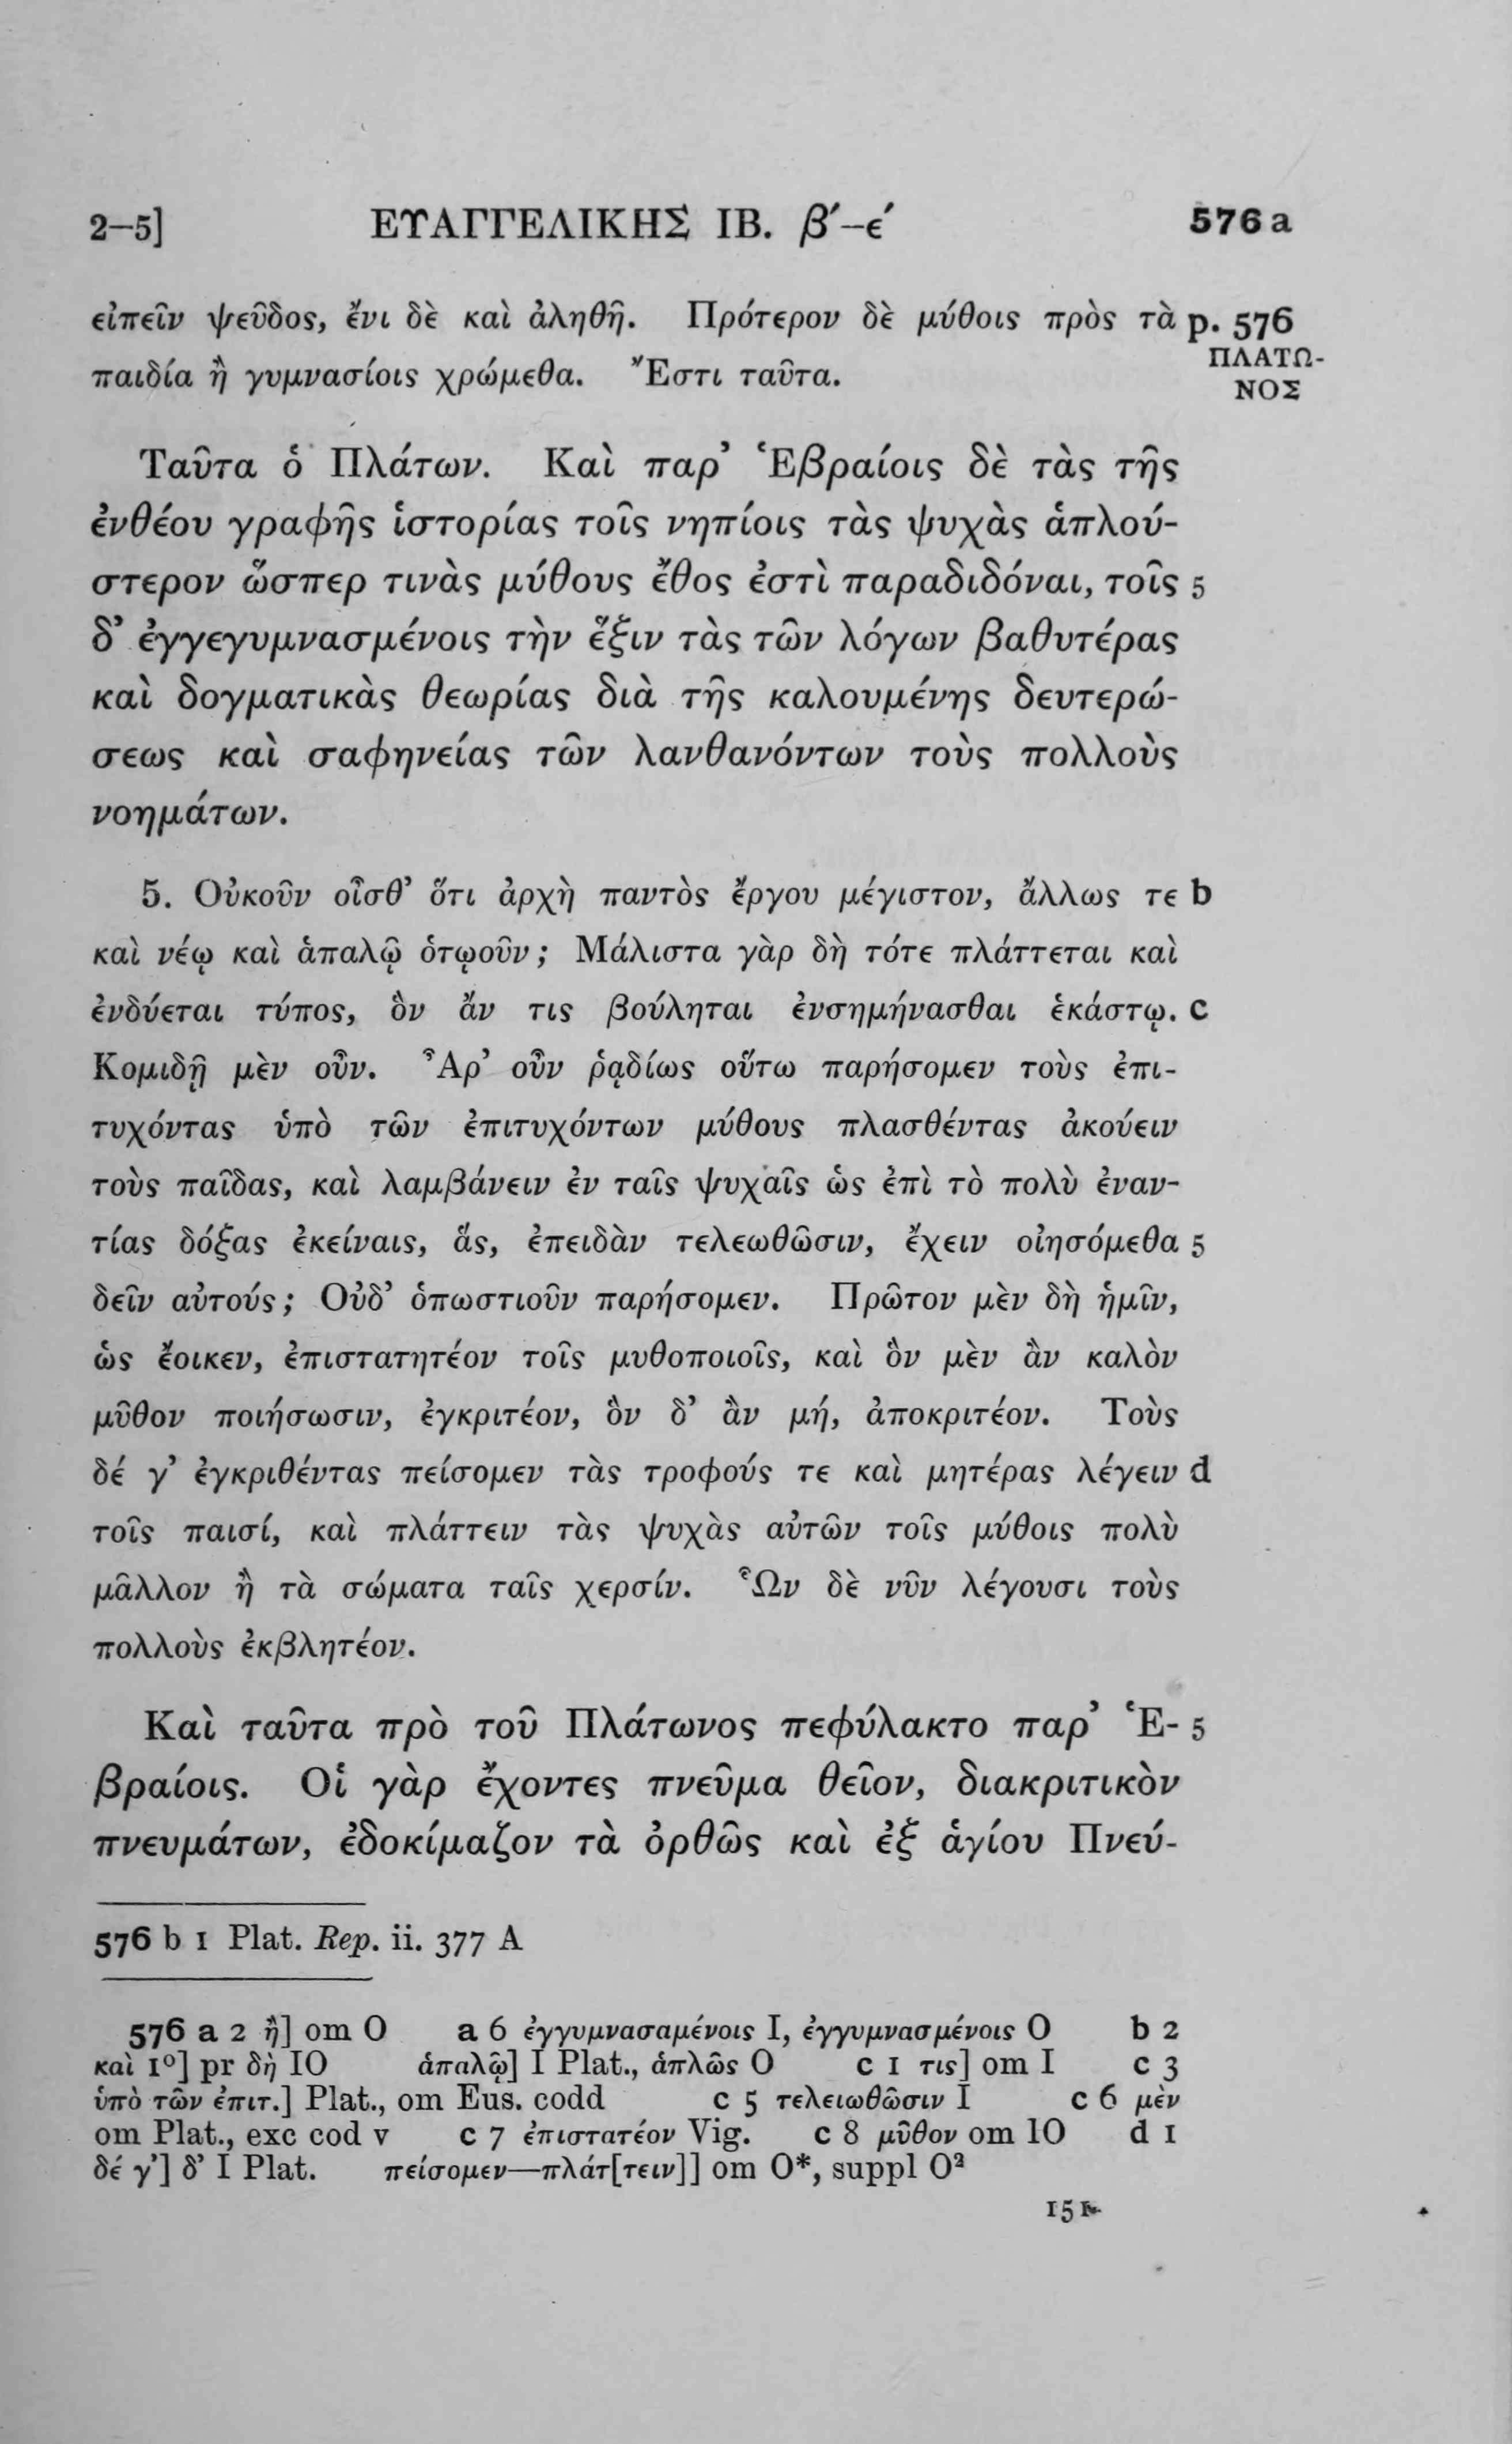 2–5] ΕΥΑΓΓΕΛΙΚΗΣ ΙΒ. β′–ε′ 576 a
εἰπεῖν ψεῦδος, ἔνι δὲ καὶ ἀληθῆ. Πρότερον δὲ μύθοις πρὸς τὰ p. 576
ΠΛΑΤΩ-
παιδία ἢ γυμνασίοις χρώμεθα. Ἔστι ταῦτα.
ΝΟΣ
Ταῦτα ὁ Πλάτων. Καὶ παρ’ Ἑβραίοις δὲ τὰς τῆς
ἐνθέου γραφῆς ἱστορίας τοῖς νηπίοις τὰς ψυχὰς ἁπλού-
στερον ὥσπερ τινὰς μύθους ἔθος ἐστὶ παραδιδόναι, τοῖς 5
δ’ ἐγγεγυμνασμένοις τὴν ἕξιν τὰς τῶν λόγων βαθυτέρας
καὶ δογματικὰς θεωρίας διὰ τῆς καλουμένης δευτερώ-
σεως καὶ σαφηνείας τῶν λανθανόντων τοὺς πολλοὺς
νοημάτων.
5. Οὐκοῦν οἶσθ’ ὅτι ἀρχὴ παντὸς ἔργου μέγιστον, ἄλλως τε b
καὶ νέῳ καὶ ἁπαλῷ ὁτῳοῦν; Μάλιστα γὰρ δὴ τότε πλάττεται καὶ
ἐνδύεται τύπος, ὃν ἄν τις βούληται ἐνσημήνασθαι ἑκάστῳ. c
Κομιδῇ μὲν οὖν. Ἆρ’ οὖν ῥᾳδίως οὕτω παρήσομεν τοὺς ἐπι-
τυχόντας ὑπὸ τῶν ἐπιτυχόντων μύθους πλασθέντας ἀκούειν
τοὺς παῖδας, καὶ λαμβάνειν ἐν ταῖς ψυχαῖς ὡς ἐπὶ τὸ πολὺ ἐναν-
τίας δόξας ἐκείναις, ἅς, ἐπειδὰν τελεωθῶσιν, ἔχειν οἰησόμεθα 5
δεῖν αὐτούς; Οὐδ’ ὁπωστιοῦν παρήσομεν. Πρῶτον μὲν δὴ ἡμῖν,
ὡς ἔοικεν, ἐπιστατητέον τοῖς μυθοποιοῖς, καὶ ὃν μὲν ἂν καλὸν
μῦθον ποιήσωσιν, ἐγκριτέον, ὃν δ’ ἂν μή, ἀποκριτέον. Τοὺς
δέ γ’ ἐγκριθέντας πείσομεν τὰς τροφούς τε καὶ μητέρας λέγειν d
τοῖς παισί, καὶ πλάττειν τὰς ψυχὰς αὐτῶν τοῖς μύθοις πολὺ
μᾶλλον ἢ τὰ σώματα ταῖς χερσίν. Ὧν δὲ νῦν λέγουσι τοὺς
πολλοὺς ἐκβλητέον.
Καὶ ταῦτα πρὸ τοῦ Πλάτωνος πεφύλακτο παρ’ Ἑ- 5
βραίοις. Οἱ γὰρ ἔχοντες πνεῦμα θεῖον, διακριτικὸν
πνευμάτων, ἐδοκίμαζον τὰ ὀρθῶς καὶ ἐξ ἁγίου Πνεύ-
576 b 1 Plat. Rep. ii. 377 A
576 a 2 ἢ] om O a 6 ἐγγυμνασαμένοις I, ἐγγυμνασμένοις O b 2
καὶ 1º] pr δὴ IO ἁπαλῷ] I Plat., ἁπλῶς O c 1 τις] om I c 3
ὑπὸ τῶν ἐπιτ.] Plat., om Eus. codd c 5 τελειωθῶσιν I c 6 μὲν
om Plat., exc cod v c 7 ἐπιστατέον Vig. c 8 μῦθον om IO d 1
δέ γ’] δ’ I Plat. πείσομεν—πλάτ[τειν]] om O*, suppl O²
151